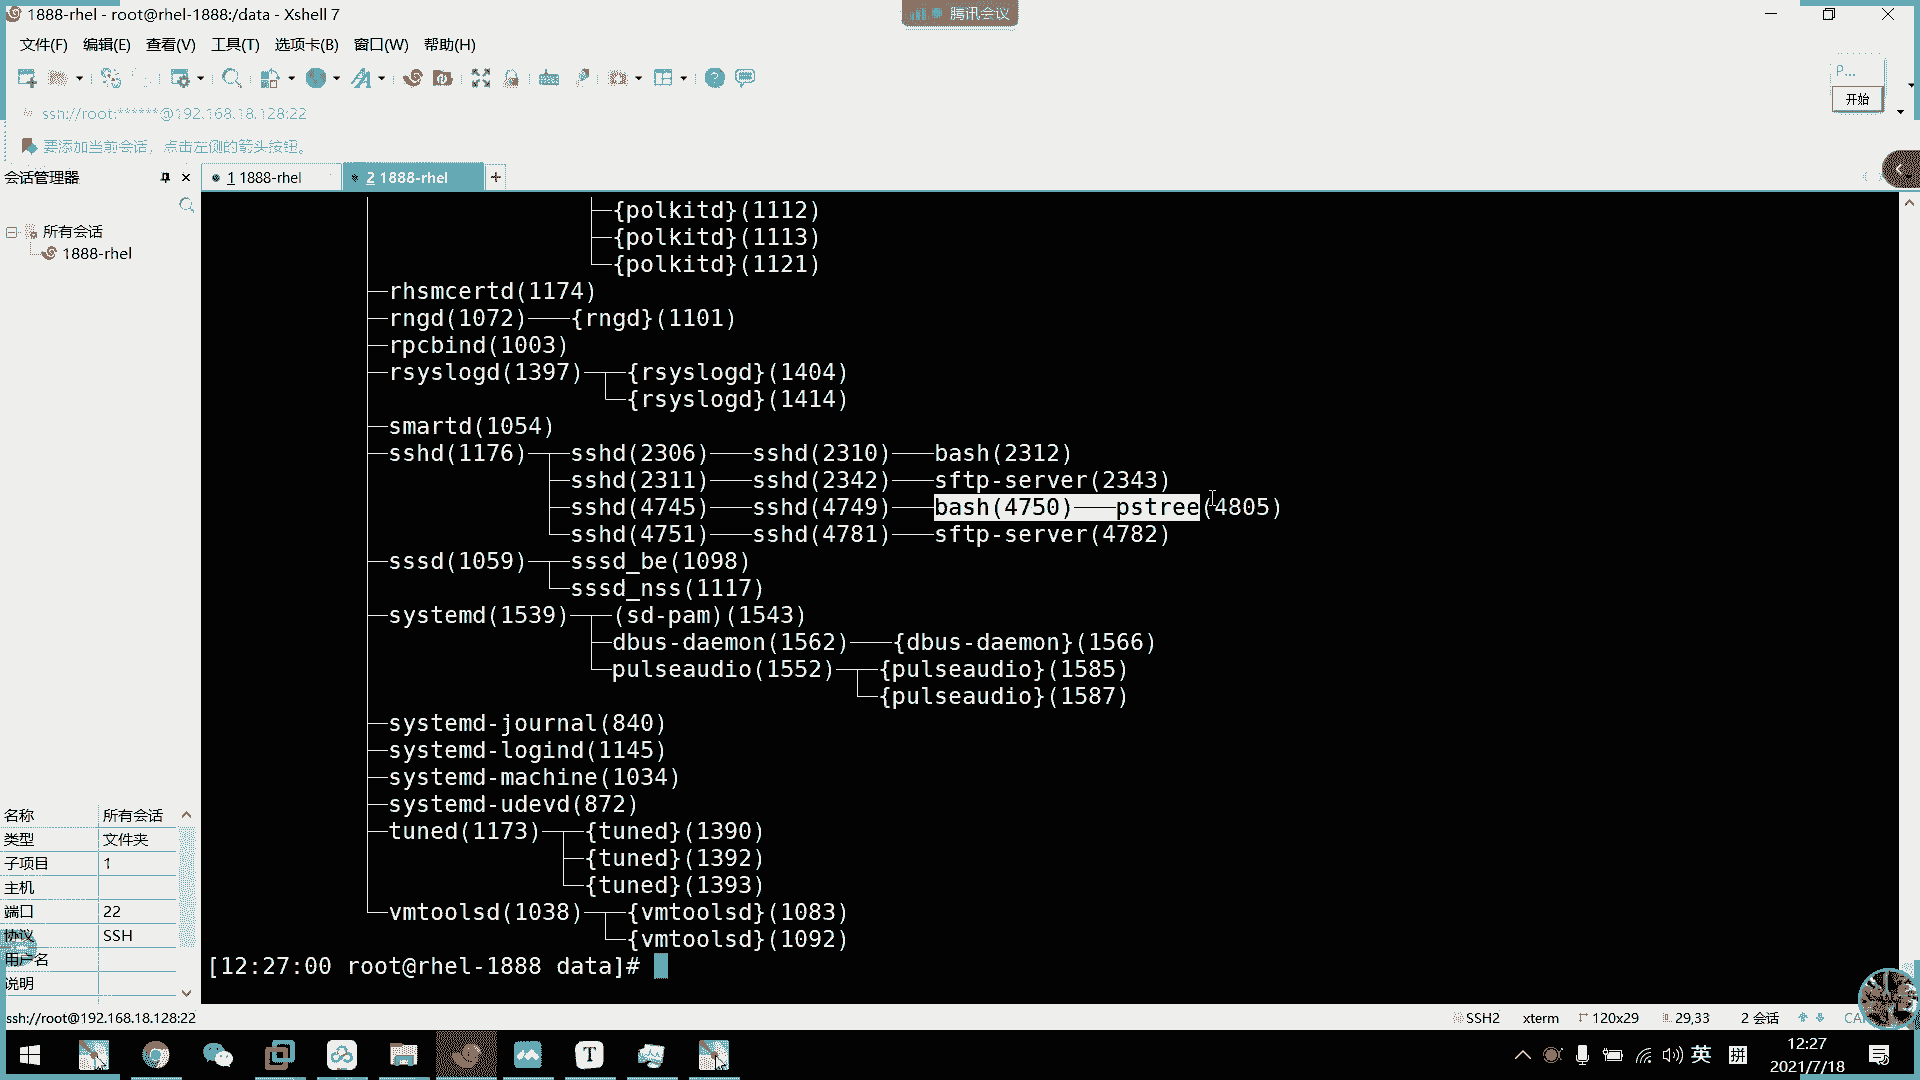 1888-rhel - root@rhel-1888:/data - Xshell 7
腾讯会议
文件(F) 编辑(E) 查看(V) 工具(T) 选项卡(B) 窗口(W) 帮助(H)
P...
开始
ssh://root:******@192.168.18.128:22
要添加当前会话，点击左侧的箭头按钮。
会话管理器
1 1888-rhel
2 1888-rhel
所有会话
1888-rhel
├─{polkitd}(1112)
├─{polkitd}(1113)
└─{polkitd}(1121)
├─rhsmcertd(1174)
├─rngd(1072)───{rngd}(1101)
├─rpcbind(1003)
├─rsyslogd(1397)─┬─{rsyslogd}(1404)
└─{rsyslogd}(1414)
├─smartd(1054)
├─sshd(1176)─┬─sshd(2306)───sshd(2310)───bash(2312)
├─sshd(2311)───sshd(2342)───sftp-server(2343)
├─sshd(4745)───sshd(4749)───bash(4750)───pstree(4805)
└─sshd(4751)───sshd(4781)───sftp-server(4782)
├─sssd(1059)─┬─sssd_be(1098)
└─sssd_nss(1117)
├─systemd(1539)─┬─(sd-pam)(1543)
├─dbus-daemon(1562)───{dbus-daemon}(1566)
└─pulseaudio(1552)─┬─{pulseaudio}(1585)
└─{pulseaudio}(1587)
├─systemd-journal(840)
├─systemd-logind(1145)
├─systemd-machine(1034)
├─systemd-udevd(872)
├─tuned(1173)─┬─{tuned}(1390)
├─{tuned}(1392)
└─{tuned}(1393)
└─vmtoolsd(1038)─┬─{vmtoolsd}(1083)
└─{vmtoolsd}(1092)
[12:27:00 root@rhel-1888 data]#
名称 所有会话
类型 文件夹
子项目 1
主机
端口 22
协议 SSH
用户名
说明
ssh://root@192.168.18.128:22
SSH2 xterm 120x29 29,33 2 会话
英 拼
12:27
2021/7/18